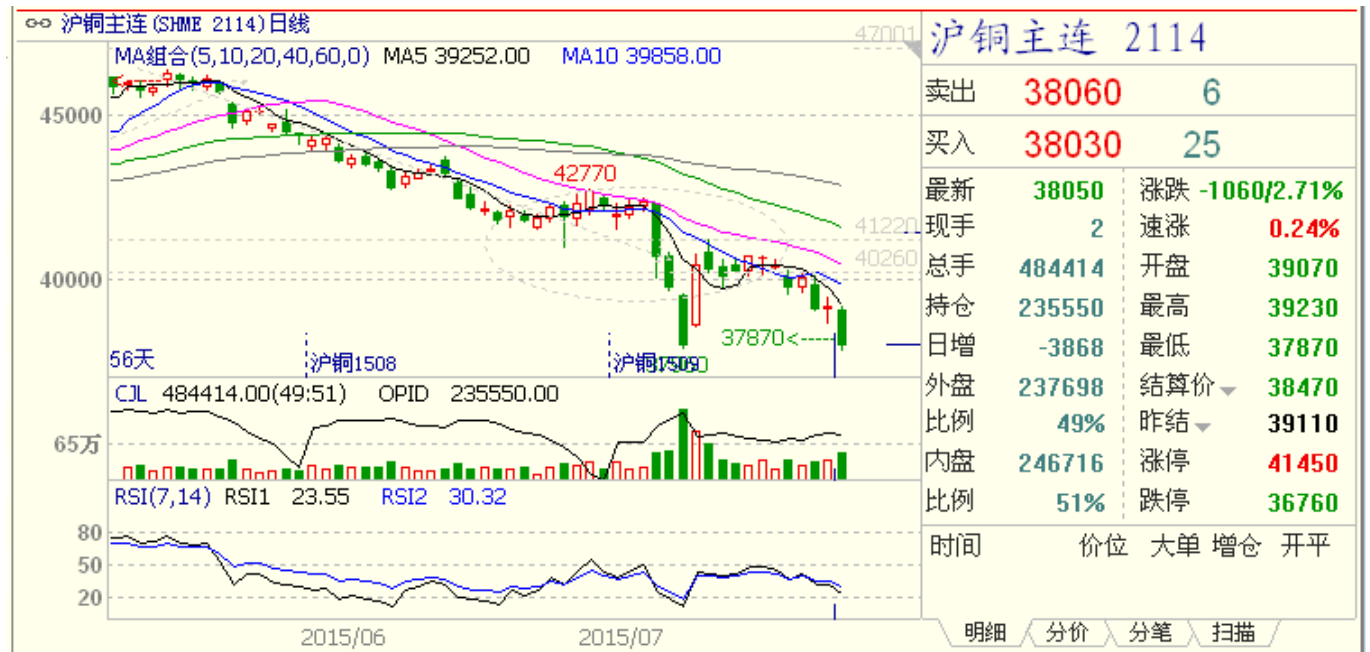 沪铜主连(SHME 2114)日线
MA组合(5,10,20,40,60,0) MA5 39252.00 MA10 39858.00
47001
45000
42770
41220
40260
40000
37870<----
56天
沪铜1508
沪铜1509
CJL 484414.00(49:51) OPID 235550.00
65万
RSI(7,14) RSI1 23.55 RSI2 30.32
80
50
20
2015/06 2015/07
沪铜主连 2114
卖出 38060 6
买入 38030 25
最新 38050 涨跌 -1060/2.71%
现手 2 速涨 0.24%
总手 484414 开盘 39070
持仓 235550 最高 39230
日增 -3868 最低 37870
外盘 237698 结算价 38470
比例 49% 昨结 39110
内盘 246716 涨停 41450
比例 51% 跌停 36760
时间 价位 大单 增仓 开平
明细 分价 分笔 扫描